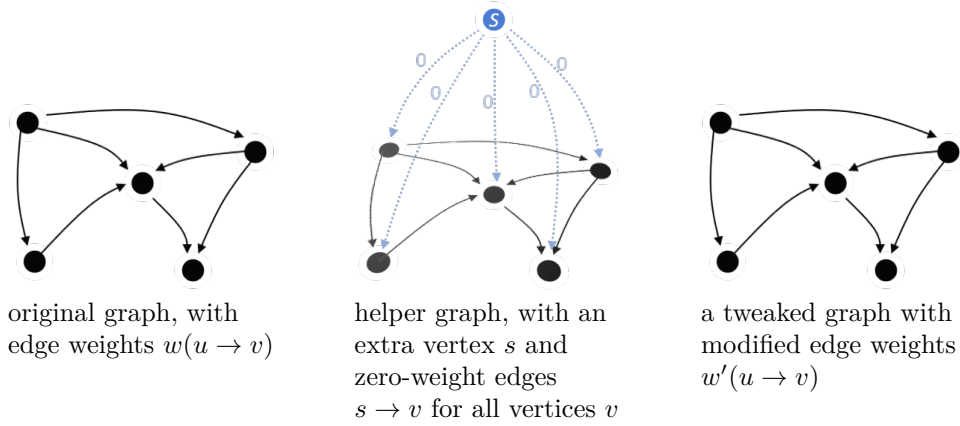 S
0
0
0
0
0
original graph, with
edge weights w(u → v)
helper graph, with an
extra vertex s and
zero-weight edges
s → v for all vertices v
a tweaked graph with
modified edge weights
w′(u → v)